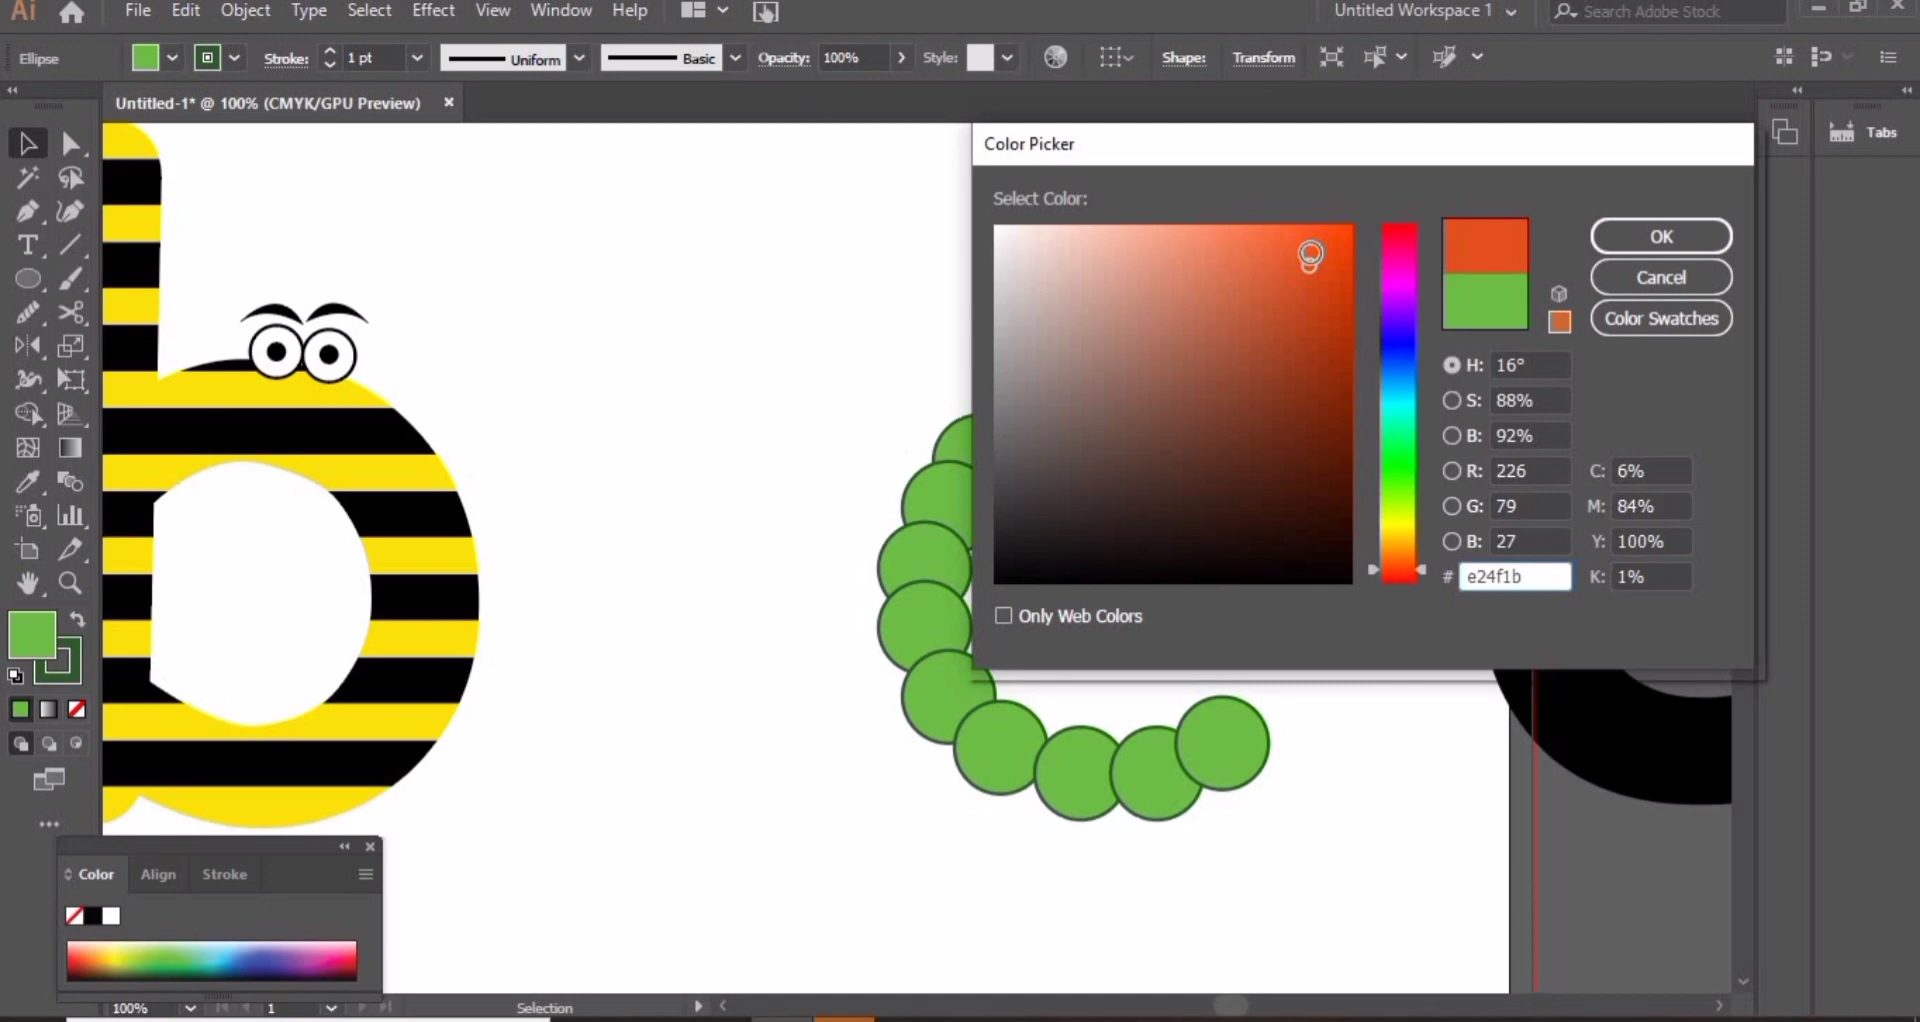 Ai File Edit Object Type Select Effect View Window Help Untitled Workspace 1 Search Adobe Stock
Ellipse Stroke: 1 pt Uniform Basic Opacity: 100% Style: Shape: Transform
Untitled-1* @ 100% (CMYK/GPU Preview) ×
Tabs
Color Picker
Select Color:
OK
Cancel
Color Swatches
H: 16°
S: 88%
B: 92%
R: 226 C: 6%
G: 79 M: 84%
B: 27 Y: 100%
# e24f1b K: 1%
Only Web Colors
Color Align Stroke
100% 1 Selection